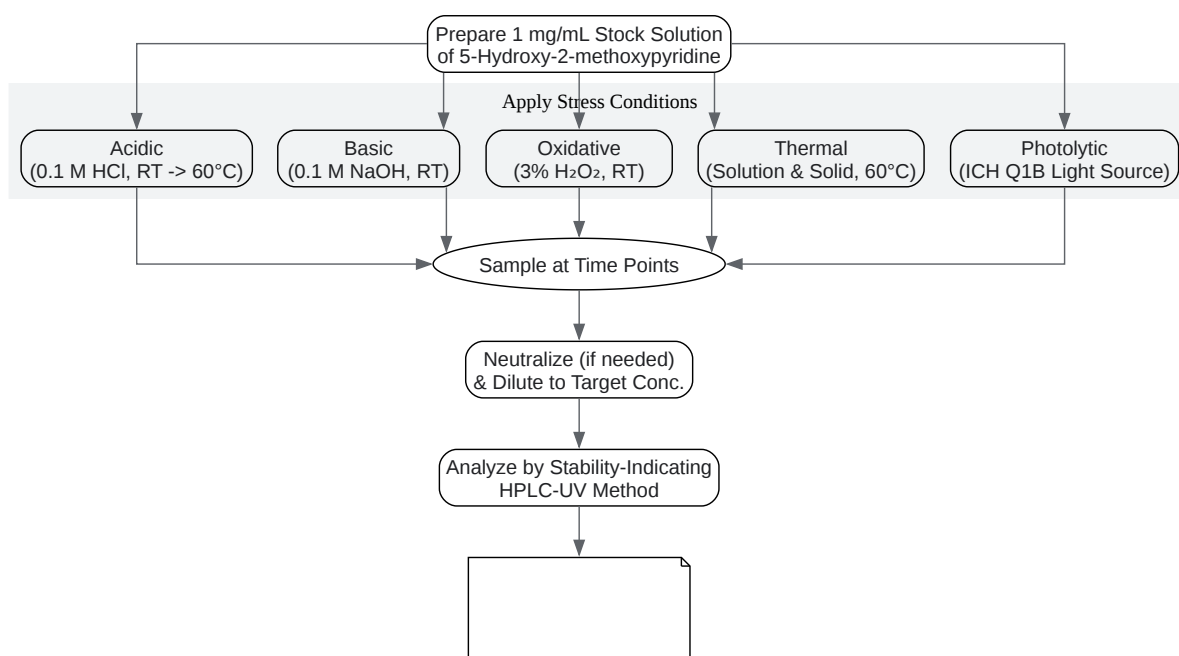 Prepare 1 mg/mL Stock Solution
of 5-Hydroxy-2-methoxypyridine
Apply Stress Conditions
Acidic
(0.1 M HCl, RT -> 60°C)
Basic
(0.1 M NaOH, RT)
Oxidative
(3% H₂O₂, RT)
Thermal
(Solution & Solid, 60°C)
Photolytic
(ICH Q1B Light Source)
Sample at Time Points
Neutralize (if needed)
& Dilute to Target Conc.
Analyze by Stability-Indicating
HPLC-UV Method